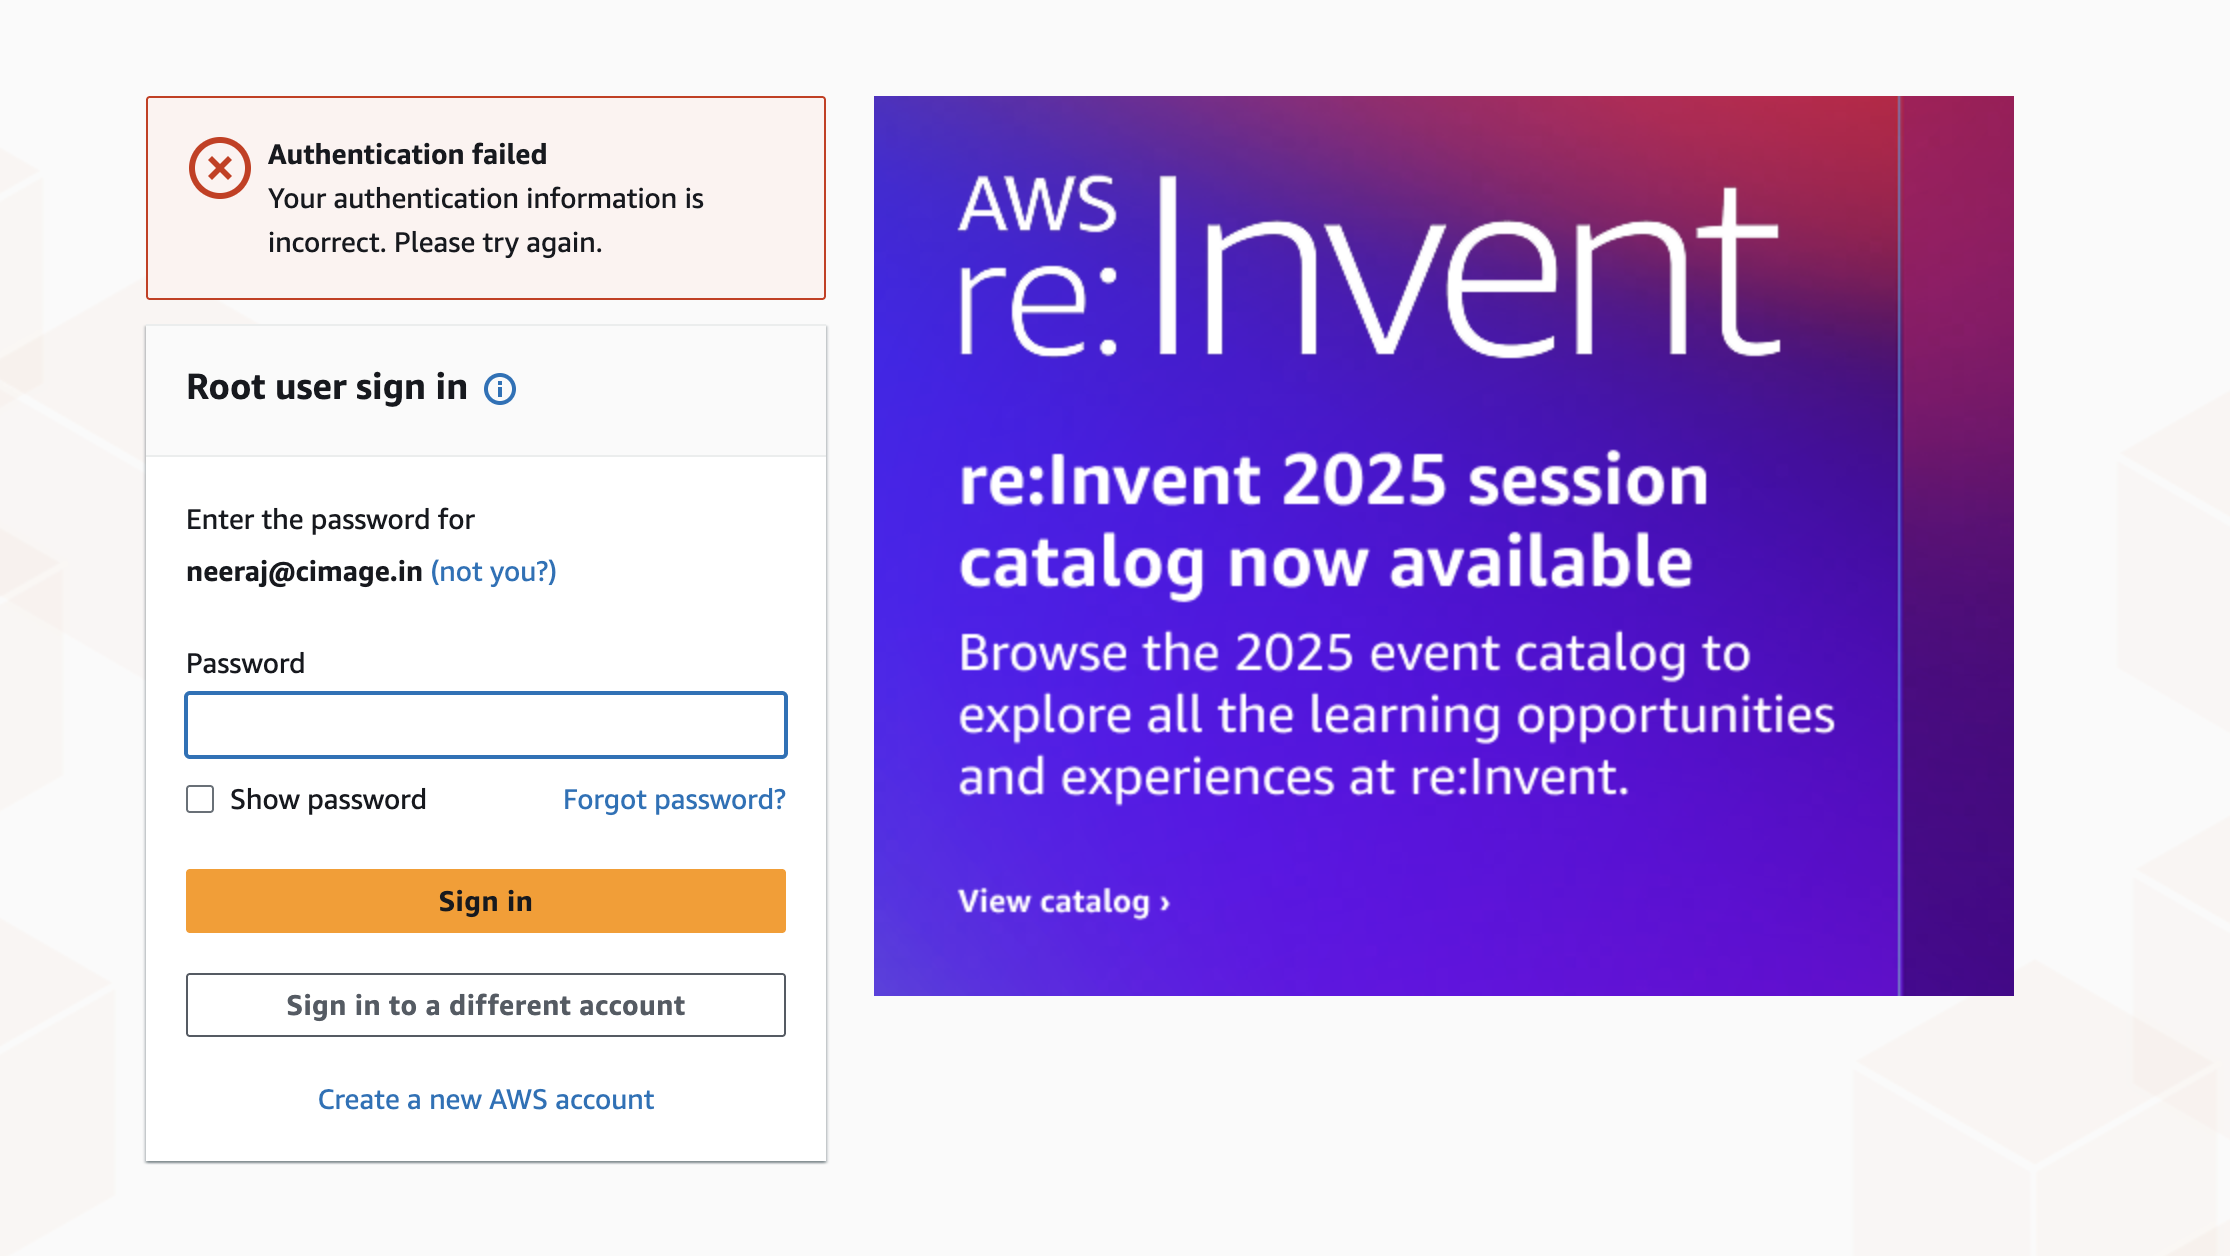 Authentication failed
Your authentication information is
incorrect. Please try again.
Root user sign in
Enter the password for
neeraj@cimage.in (not you?)
Password
Show password
Forgot password?
Sign in
Sign in to a different account
Create a new AWS account
AWS
re:Invent
re:Invent 2025 session
catalog now available
Browse the 2025 event catalog to
explore all the learning opportunities
and experiences at re:Invent.
View catalog ›